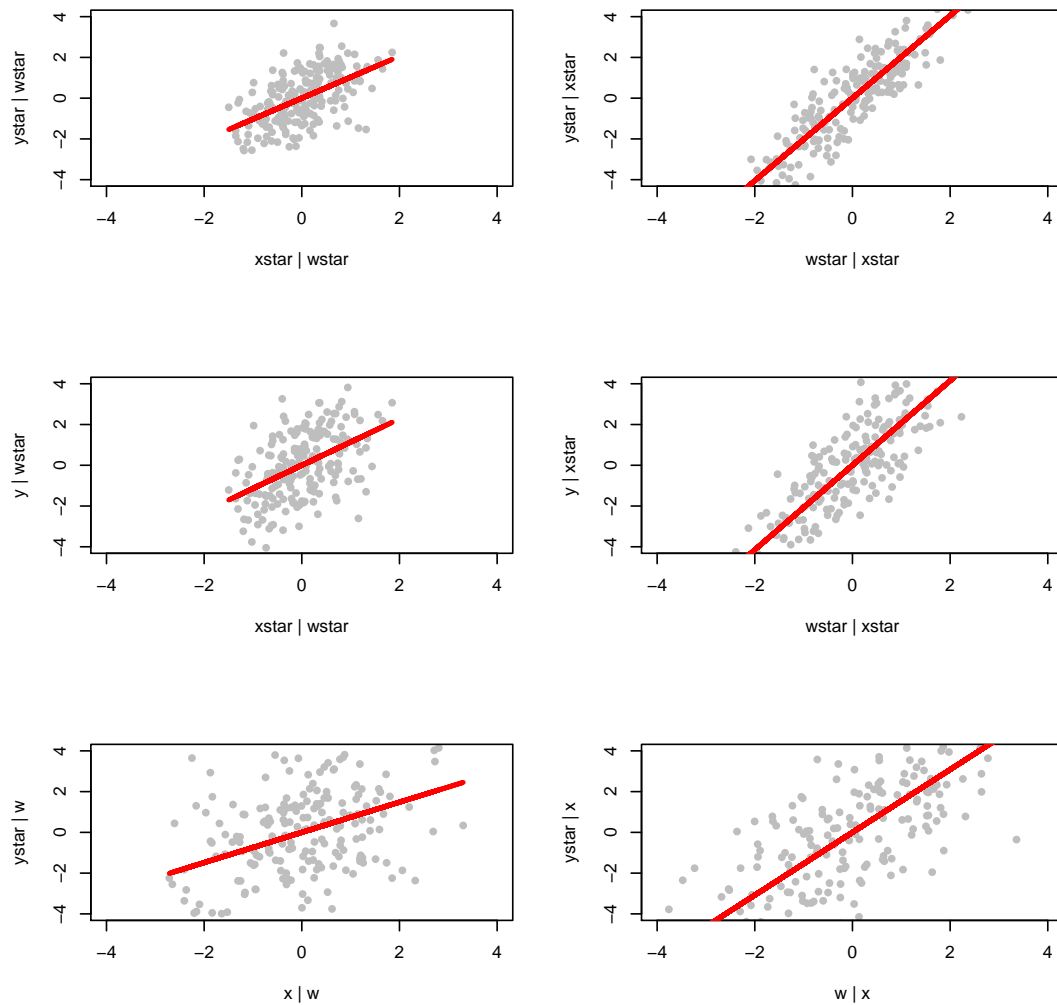 ystar | wstar
4
2
0
−2
−4
−4 −2 0 2 4
xstar | wstar
ystar | xstar
4
2
0
−2
−4
−4 −2 0 2 4
wstar | xstar
y | wstar
4
2
0
−2
−4
−4 −2 0 2 4
xstar | wstar
y | xstar
4
2
0
−2
−4
−4 −2 0 2 4
wstar | xstar
ystar | w
4
2
0
−2
−4
−4 −2 0 2 4
x | w
ystar | x
4
2
0
−2
−4
−4 −2 0 2 4
w | x